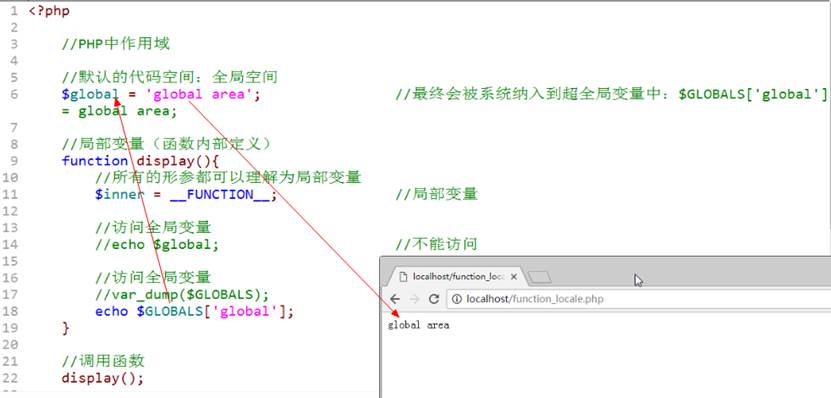 1 <?php
2
3 //PHP中作用域
4
5 //默认的代码空间：全局空间
6 $global = 'global area'; //最终会被系统纳入到超全局变量中：$GLOBALS['global']
= global area;
7
8 //局部变量（函数内部定义）
9 function display(){
10 //所有的形参都可以理解为局部变量
11 $inner = __FUNCTION__; //局部变量
12
13 //访问全局变量
14 //echo $global; //不能访问
15
16 //访问全局变量
17 //var_dump($GLOBALS);
18 echo $GLOBALS['global'];
19 }
20
21 //调用函数
22 display();
localhost/function_loca
localhost/function_locale.php
global area